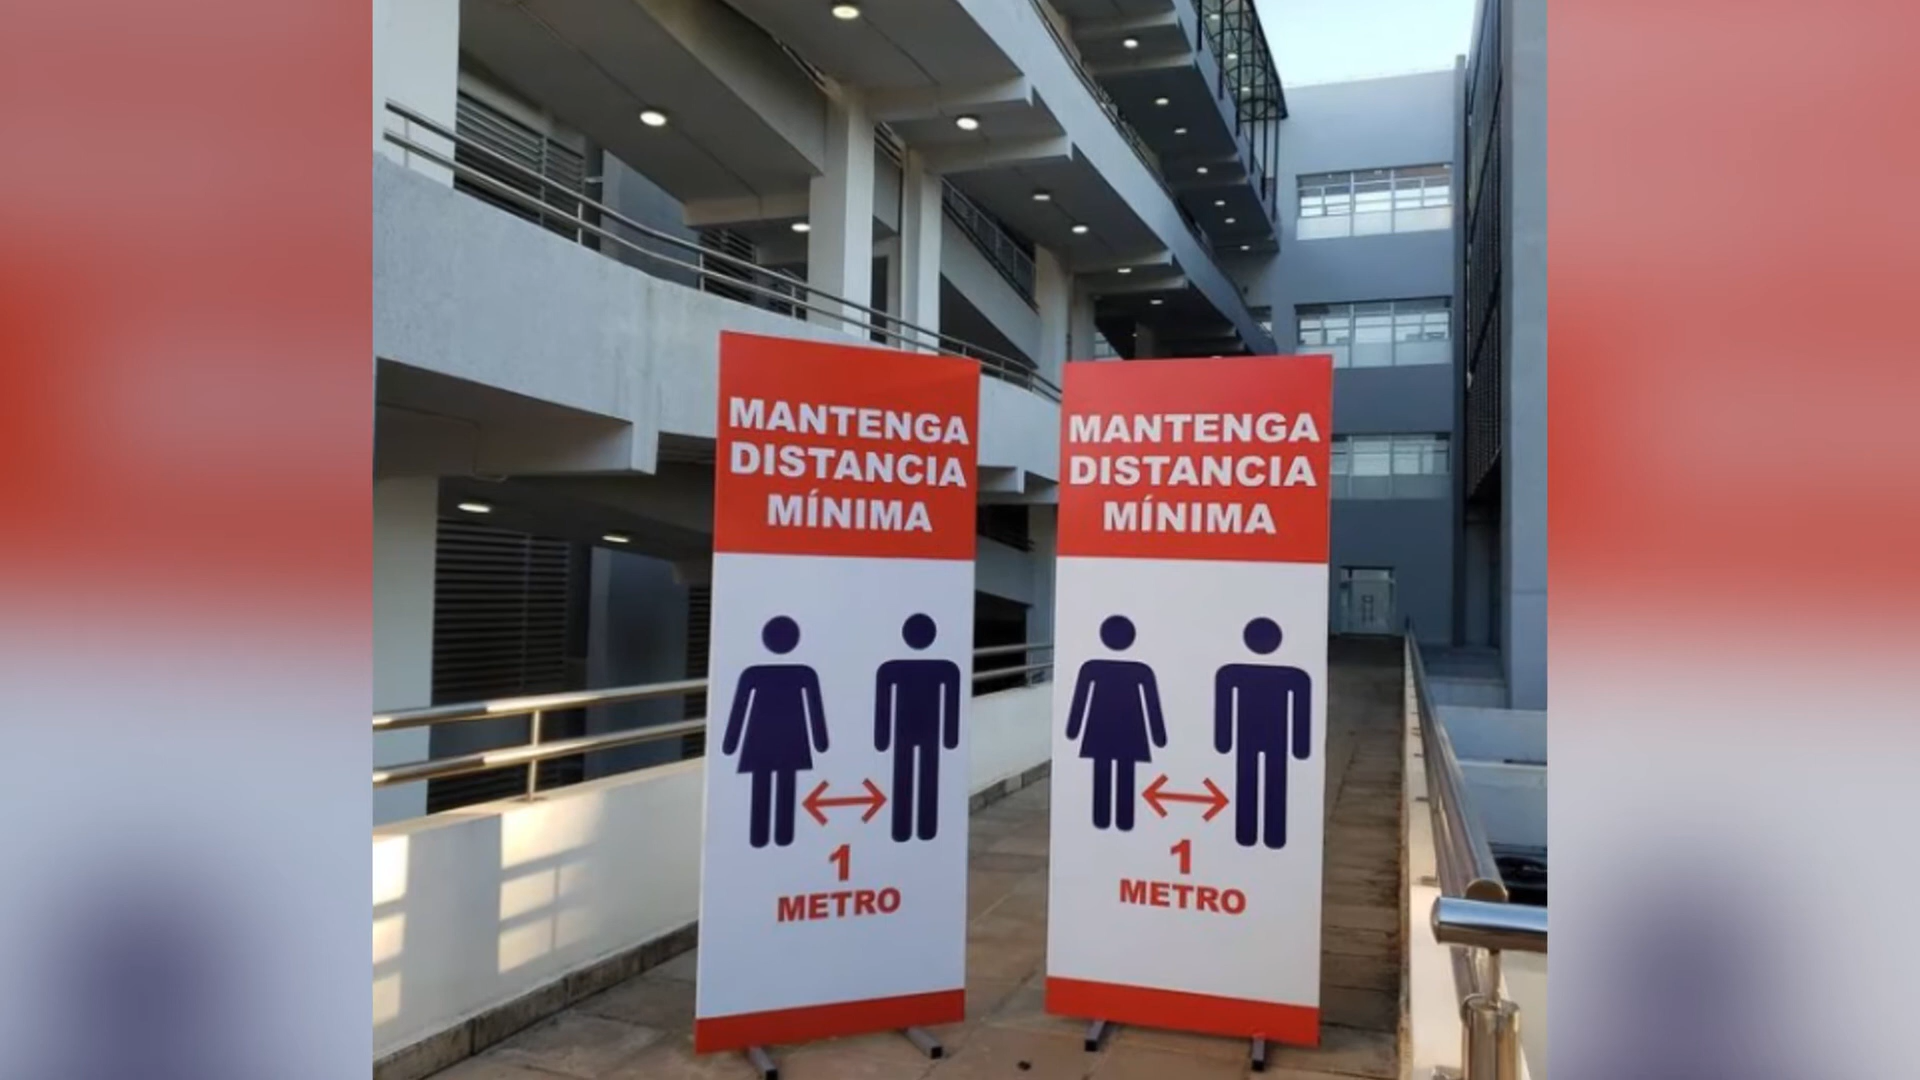 MANTENGA
DISTANCIA
MÍNIMA
1
METRO
MANTENGA
DISTANCIA
MÍNIMA
1
METRO